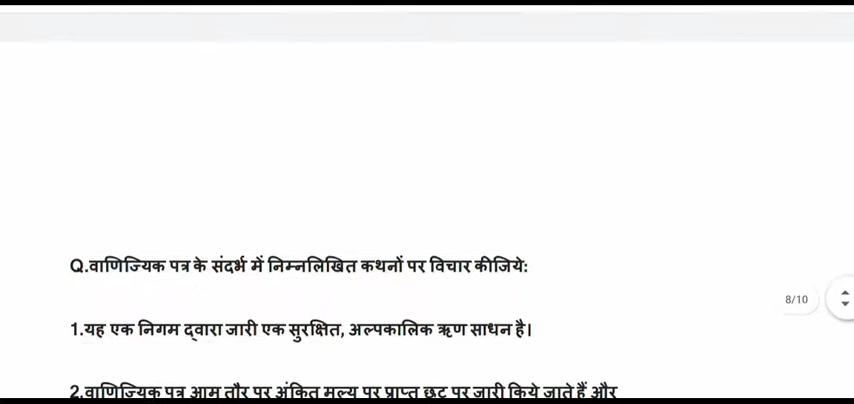 Q.वाणिज्यिक पत्र के संदर्भ में निम्नलिखित कथनों पर विचार कीजिये:
8/10
1.यह एक निगम द्वारा जारी एक सुरक्षित, अल्पकालिक ऋण साधन है।
2.वाणिज्यिक पत्र आम तौर पर अंकित मूल्य पर प्राप्त छूट पर जारी किये जाते हैं और